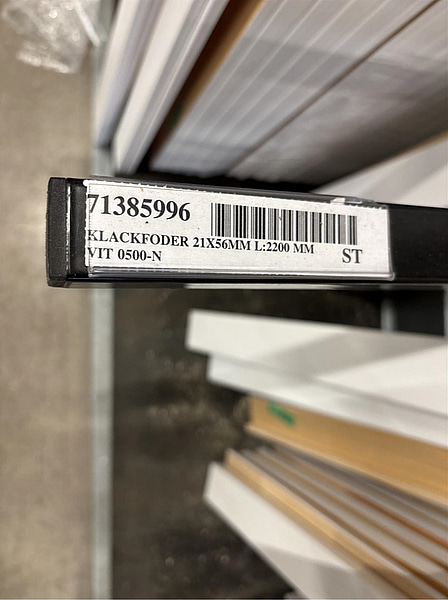 71385996
KLACKFODER 21X56MM L:2200 MM
VIT 0500-N
ST